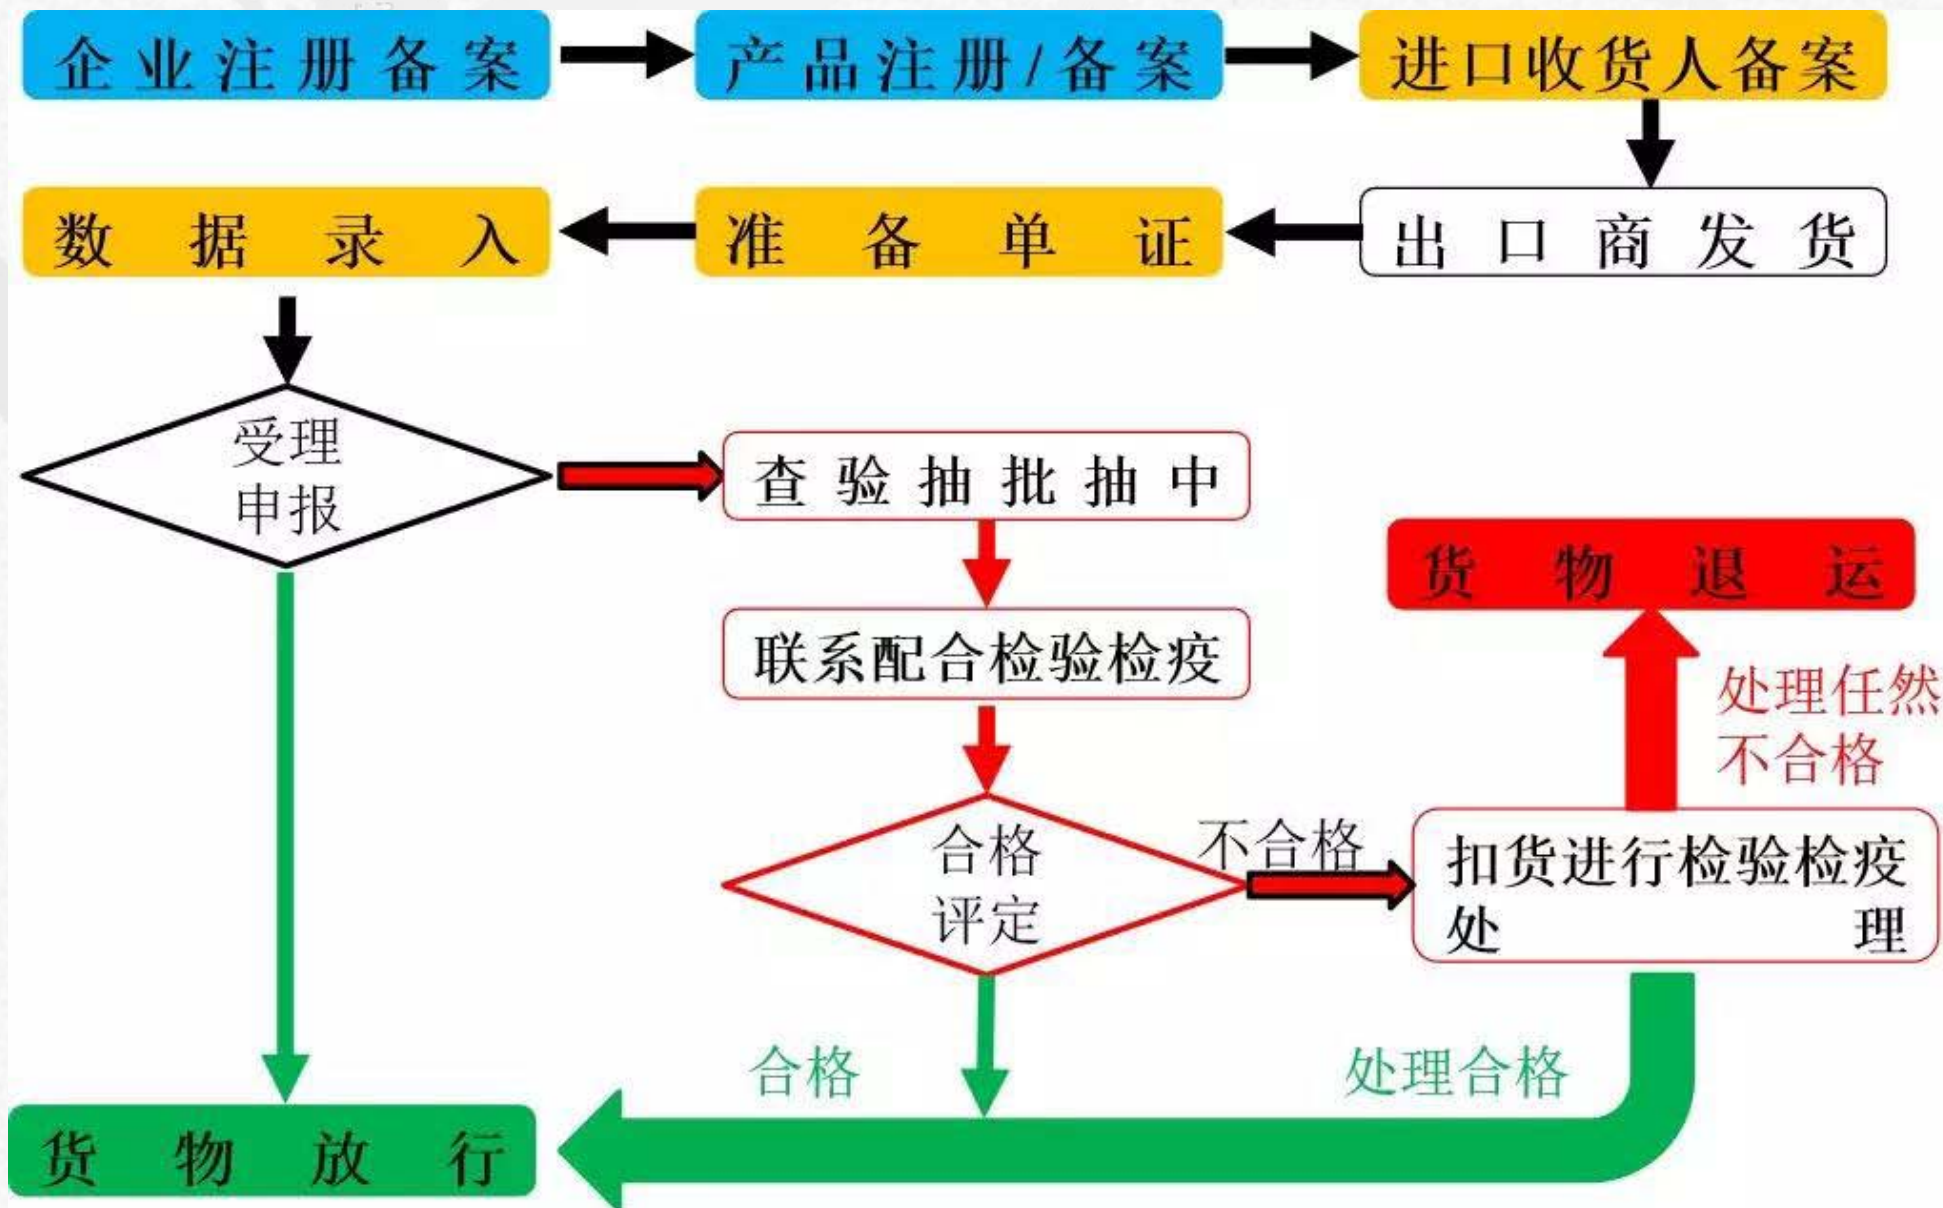 企业注册备案
产品注册/备案
进口收货人备案
出口商发货
准备单证
数据录入
受理
申报
查验抽批抽中
联系配合检验检疫
合格
评定
不合格
扣货进行检验检疫
处理
处理任然
不合格
货物退运
合格
处理合格
货物放行